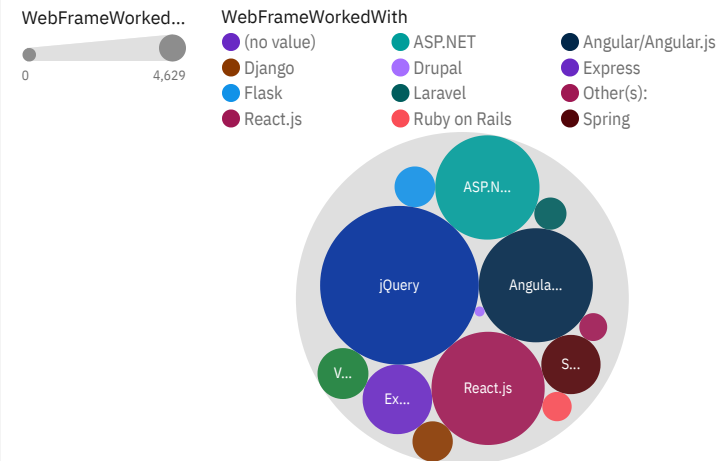 WebFrameWorked...
0
4,629
WebFrameWorkedWith
(no value) ASP.NET Angular/Angular.js
Django Drupal Express
Flask Laravel Other(s):
React.js Ruby on Rails Spring
ASP.N...
jQuery
Angula...
S...
V...
React.js
Ex...